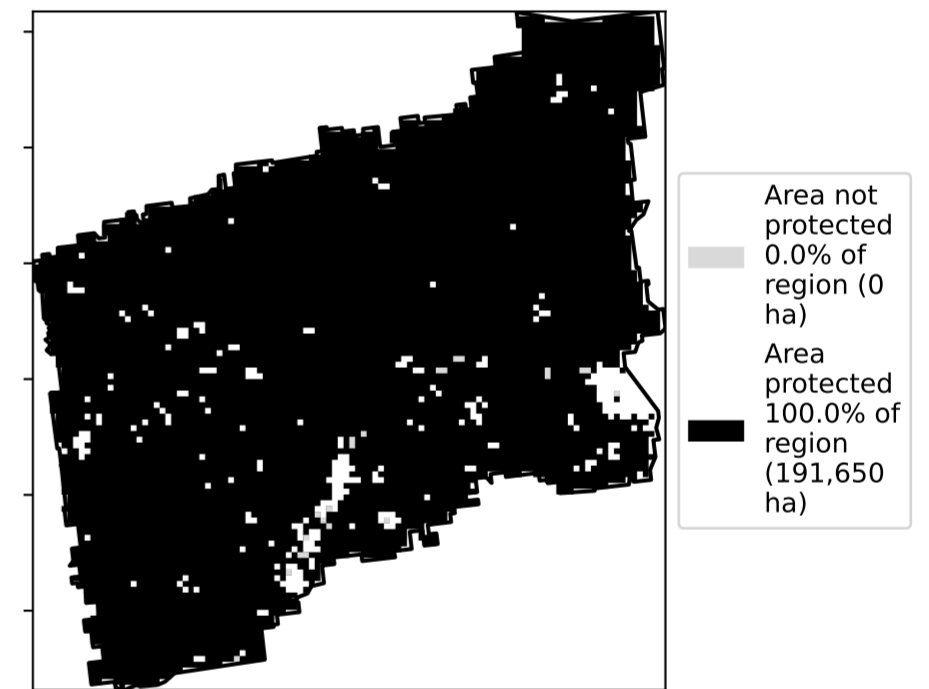 Area not
protected
0.0% of
region (0
ha)
Area
protected
100.0% of
region
(191,650
ha)